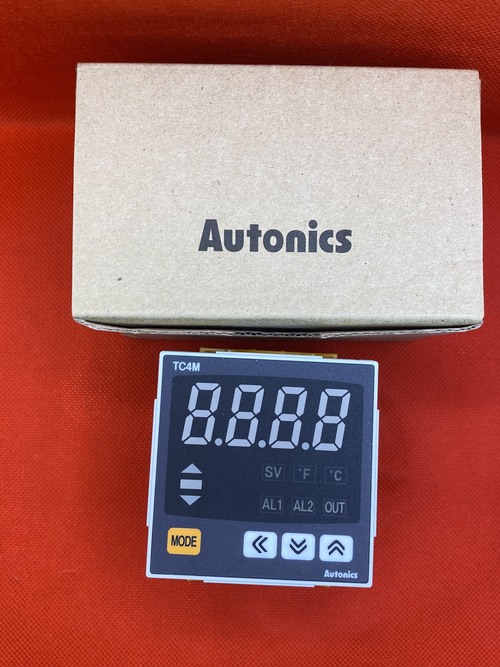 Autonics
TC4M
8.8.8.8
SV °F °C
AL1 AL2 OUT
MODE
Autonics